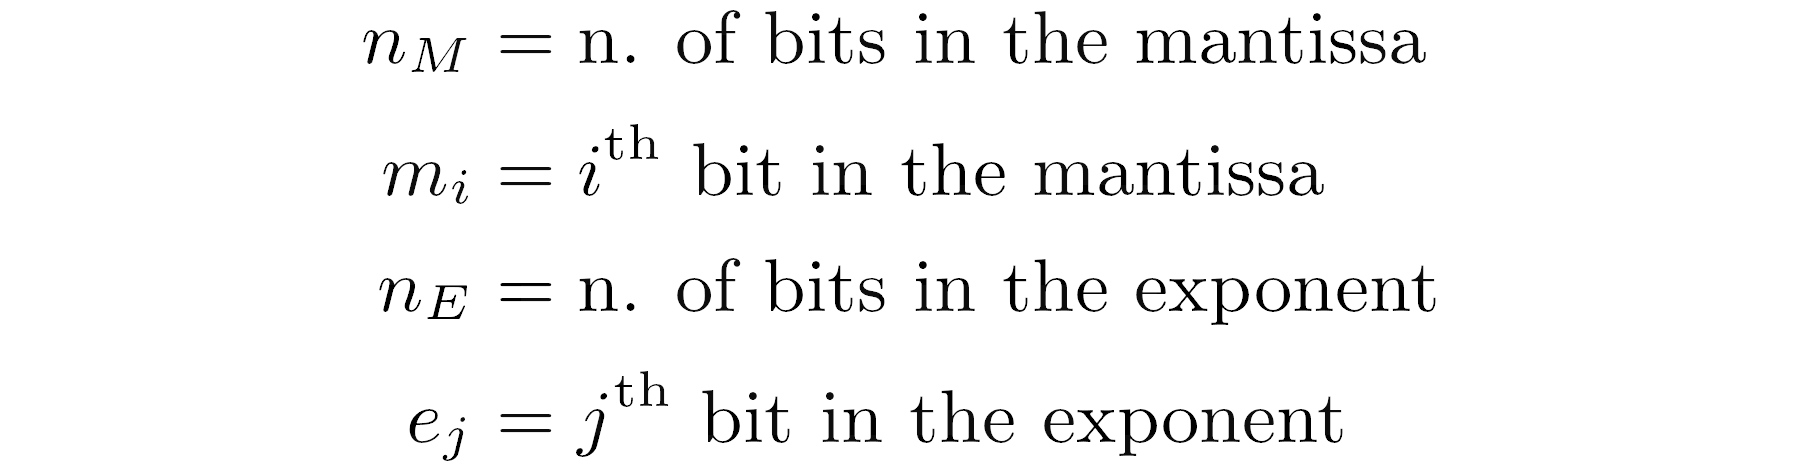 n_M = n. of bits in the mantissa
m_i = i^th bit in the mantissa
n_E = n. of bits in the exponent
e_j = j^th bit in the exponent